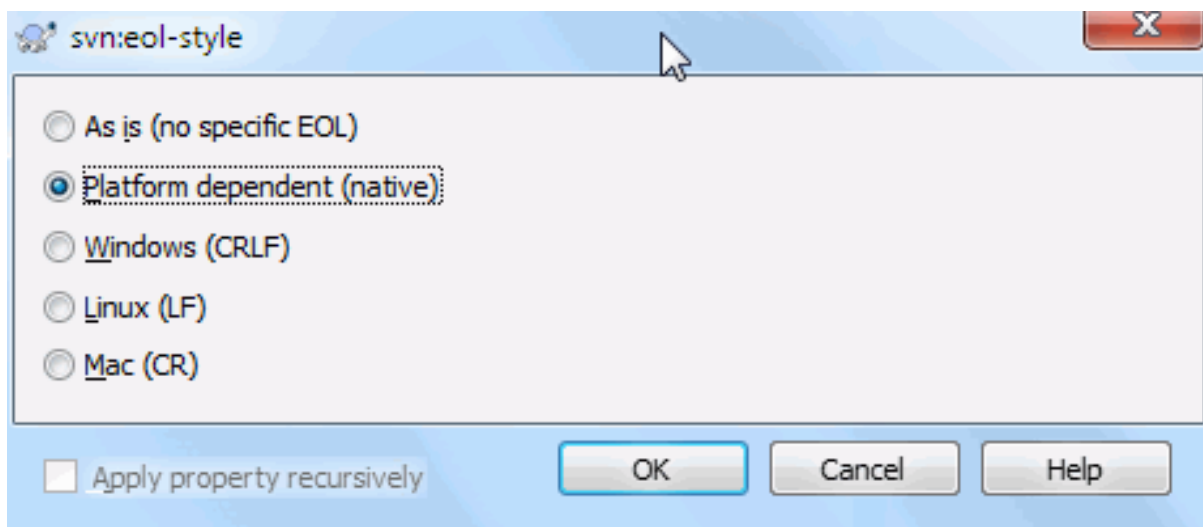 svn:eol-style
As is (no specific EOL)
Platform dependent (native)
Windows (CRLF)
Linux (LF)
Mac (CR)
Apply property recursively
OK
Cancel
Help